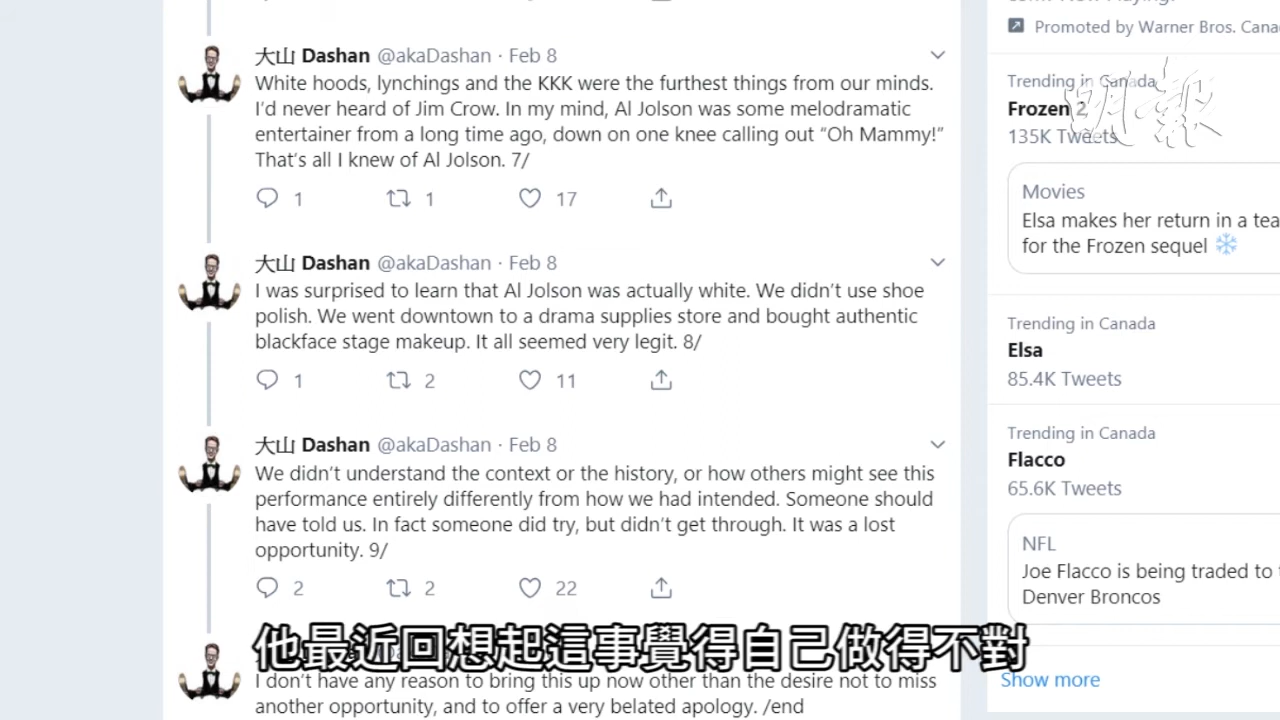 大山 Dashan @akaDashan · Feb 8
White hoods, lynchings and the KKK were the furthest things from our minds.
I'd never heard of Jim Crow. In my mind, Al Jolson was some melodramatic
entertainer from a long time ago, down on one knee calling out “Oh Mammy!”
That's all I knew of Al Jolson. 7/
1 1 17
大山 Dashan @akaDashan · Feb 8
I was surprised to learn that Al Jolson was actually white. We didn't use shoe
polish. We went downtown to a drama supplies store and bought authentic
blackface stage makeup. It all seemed very legit. 8/
1 2 11
大山 Dashan @akaDashan · Feb 8
We didn't understand the context or the history, or how others might see this
performance entirely differently from how we had intended. Someone should
have told us. In fact someone did try, but didn't get through. It was a lost
opportunity. 9/
2 2 22
他最近回想起這事覺得自己做得不對
I don't have any reason to bring this up now other than the desire not to miss
another opportunity, and to offer a very belated apology. /end
Promoted by Warner Bros. Cana
明報
Trending in Canada
Frozen 2
135K Tweets
Movies
Elsa makes her return in a tea
for the Frozen sequel
Trending in Canada
Elsa
85.4K Tweets
Trending in Canada
Flacco
65.6K Tweets
NFL
Joe Flacco is being traded to
Denver Broncos
Show more